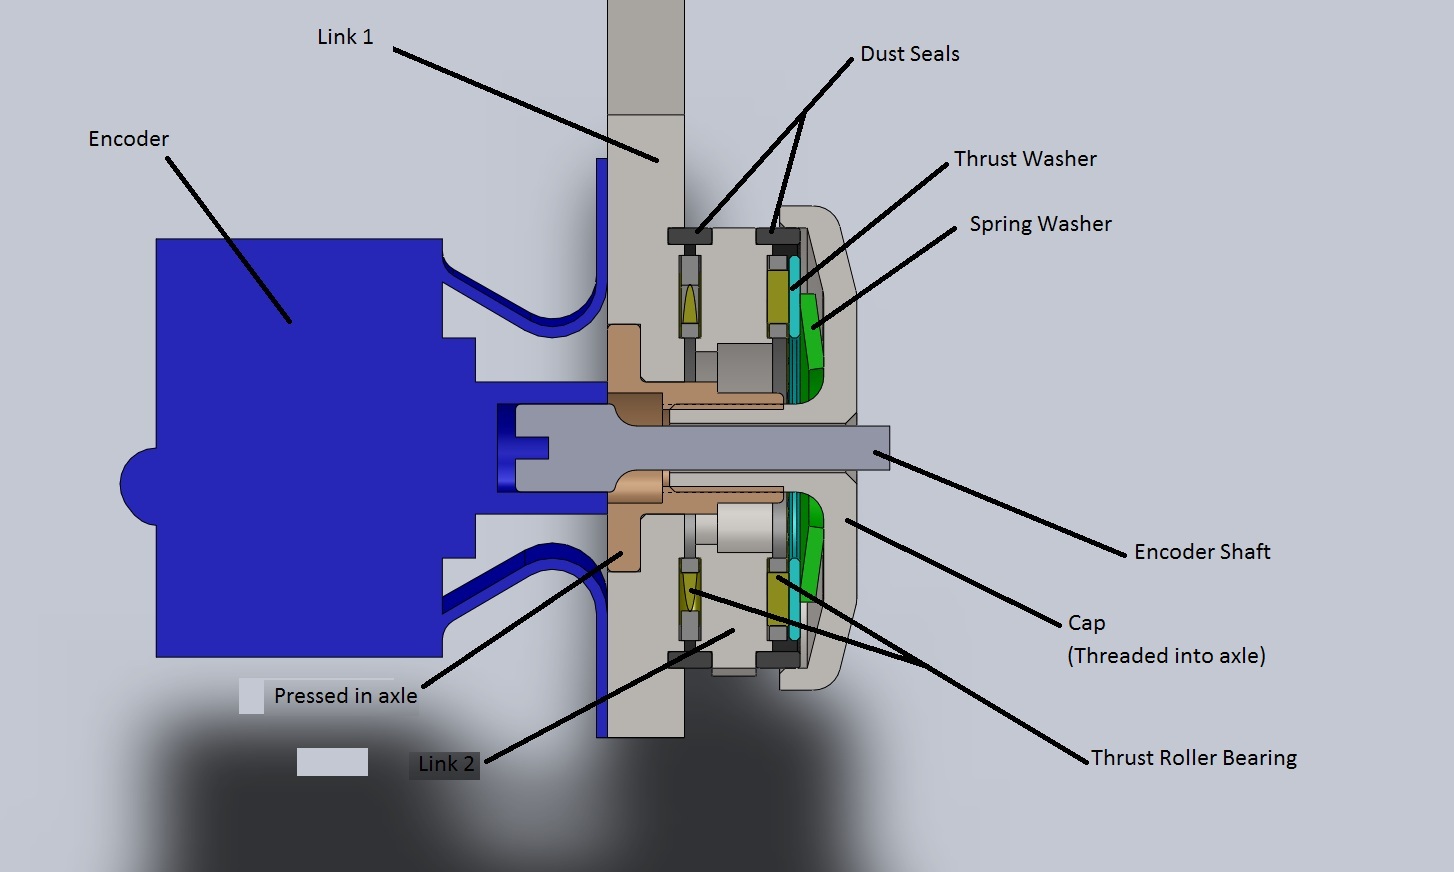 Link 1
Dust Seals
Encoder
Thrust Washer
Spring Washer
Encoder Shaft
Cap
(Threaded into axle)
Pressed in axle
Link 2
Thrust Roller Bearing